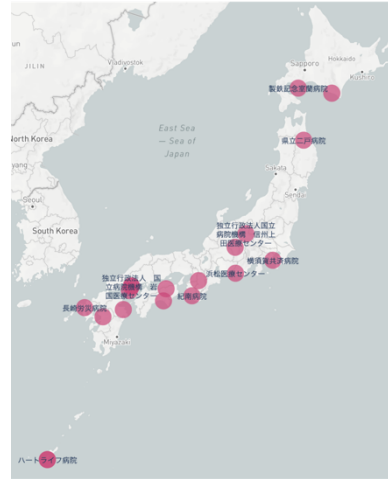 un
JILIN
Vladivostok
Hokkaido
Sapporo
Kushiro
製鉄記念室蘭病院
East Sea
— Sea of
Japan
県立二戸病院
North Korea
yang
Sakata
Sendai
Seoul
South Korea
独立行政法人国立
病院機構 信州上
田医療センター
横須賀共済病院
浜松医療センター
独立行政法人 国
立病院機構 岩
国医療センター
紀南病院
長崎労災病院
Miyazaki
ハートライフ病院